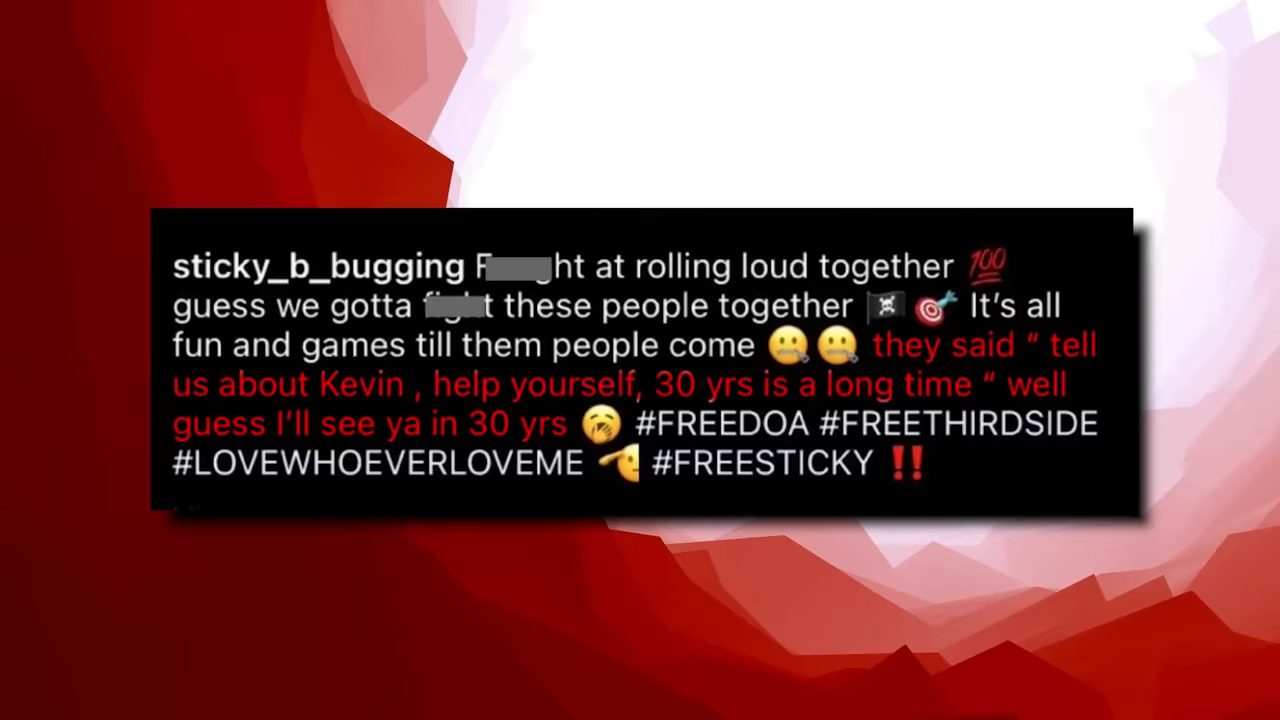 sticky_b_bugging at rolling loud together 💯
guess we gotta these people together 🏴‍☠️ 🎯 It's all
fun and games till them people come 🤐 🤐 they said “ tell
us about Kevin , help yourself, 30 yrs is a long time “ well
guess I'll see ya in 30 yrs 🥱 #FREEDOA #FREETHIRDSIDE
#LOVEWHOEVERLOVEME 🫡 #FREESTICKY ‼️